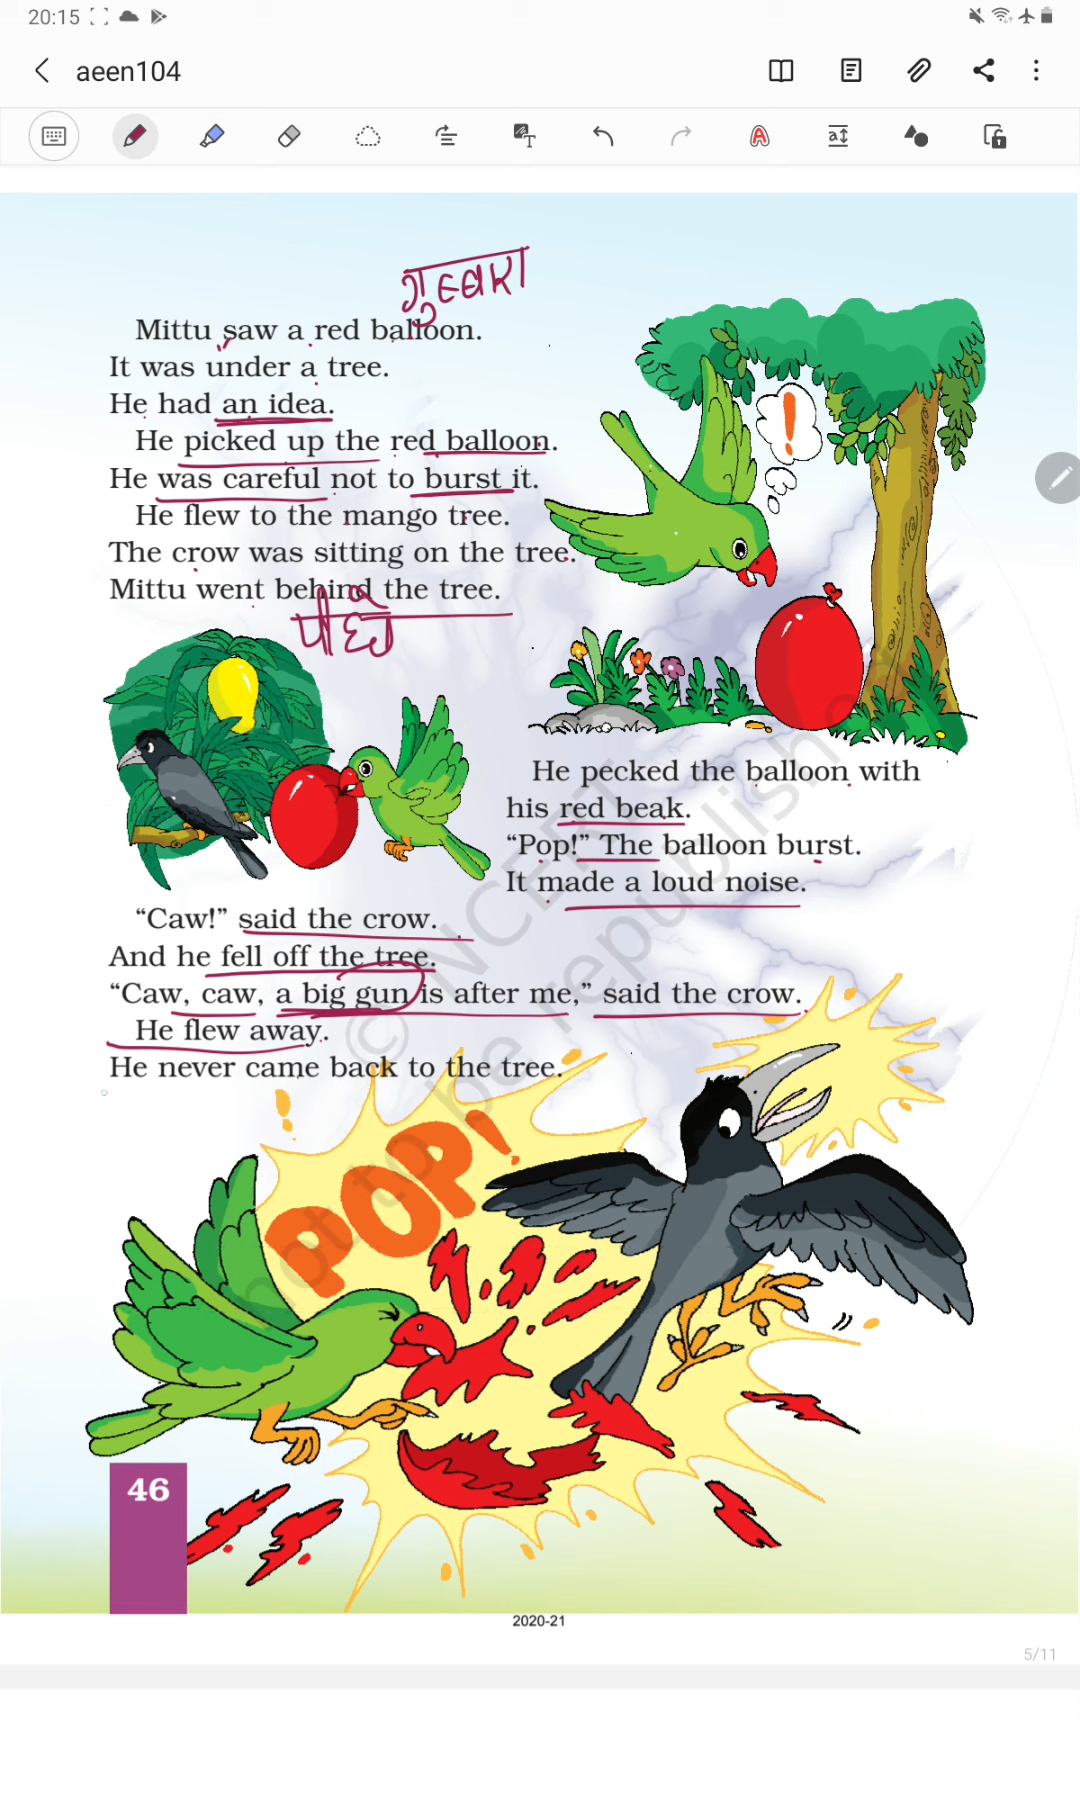 20:15
aeen104
गुब्बारा
Mittu saw a red balloon.
It was under a tree.
He had an idea.
He picked up the red balloon.
He was careful not to burst it.
He flew to the mango tree.
The crow was sitting on the tree.
Mittu went behind the tree.
He pecked the balloon with
his red beak.
“Pop!” The balloon burst.
It made a loud noise.
“Caw!” said the crow.
And he fell off the tree.
“Caw, caw, a big gun is after me,” said the crow.
He flew away.
He never came back to the tree.
POP!
© NCERT
not to be republished
46
2020-21
5/11